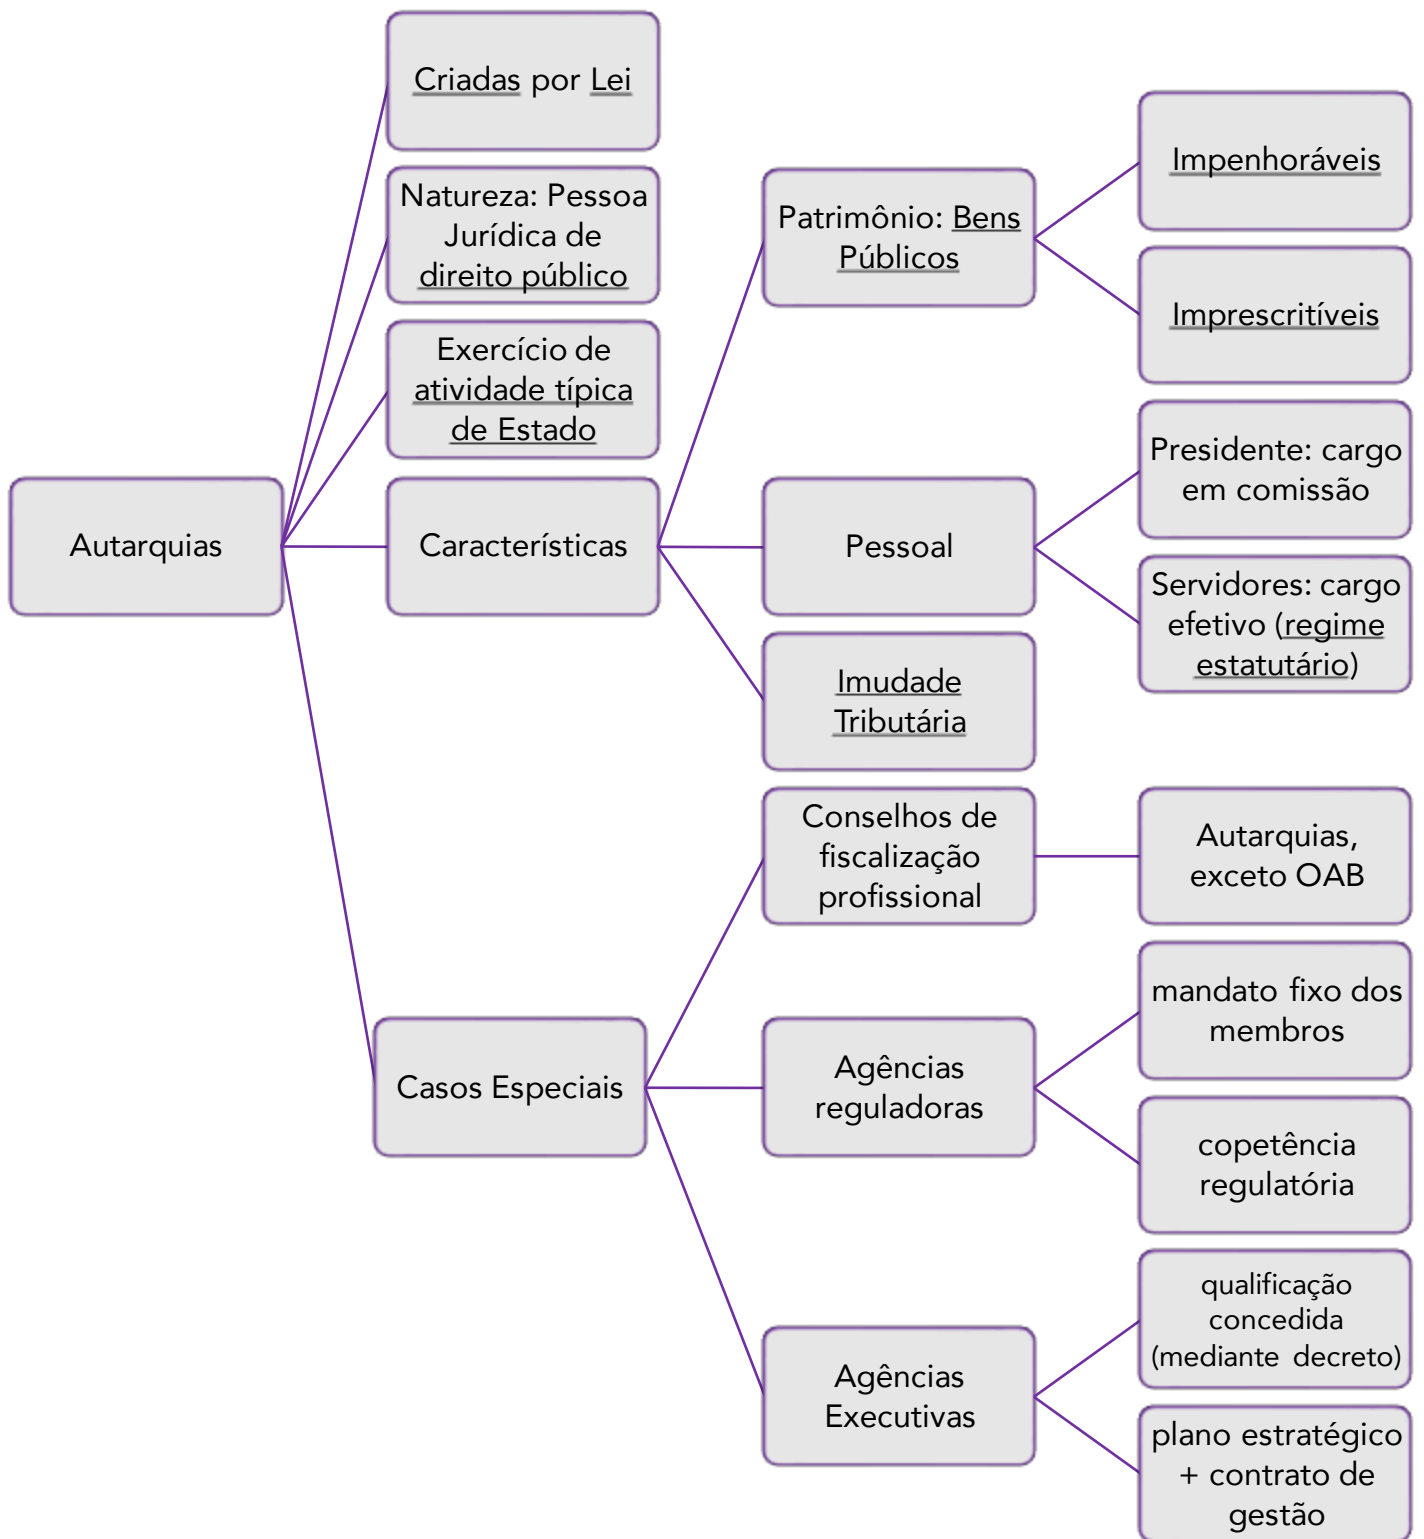 Autarquias
Criadas por Lei
Natureza: Pessoa
Jurídica de
direito público
Exercício de
atividade típica
de Estado
Características
Patrimônio: Bens
Públicos
Impenhoráveis
Imprescritíveis
Pessoal
Presidente: cargo
em comissão
Servidores: cargo
efetivo (regime
estatutário)
Imudade
Tributária
Casos Especiais
Conselhos de
fiscalização
profissional
Autarquias,
exceto OAB
Agências
reguladoras
mandato fixo dos
membros
copetência
regulatória
Agências
Executivas
qualificação
concedida
(mediante decreto)
plano estratégico
+ contrato de
gestão